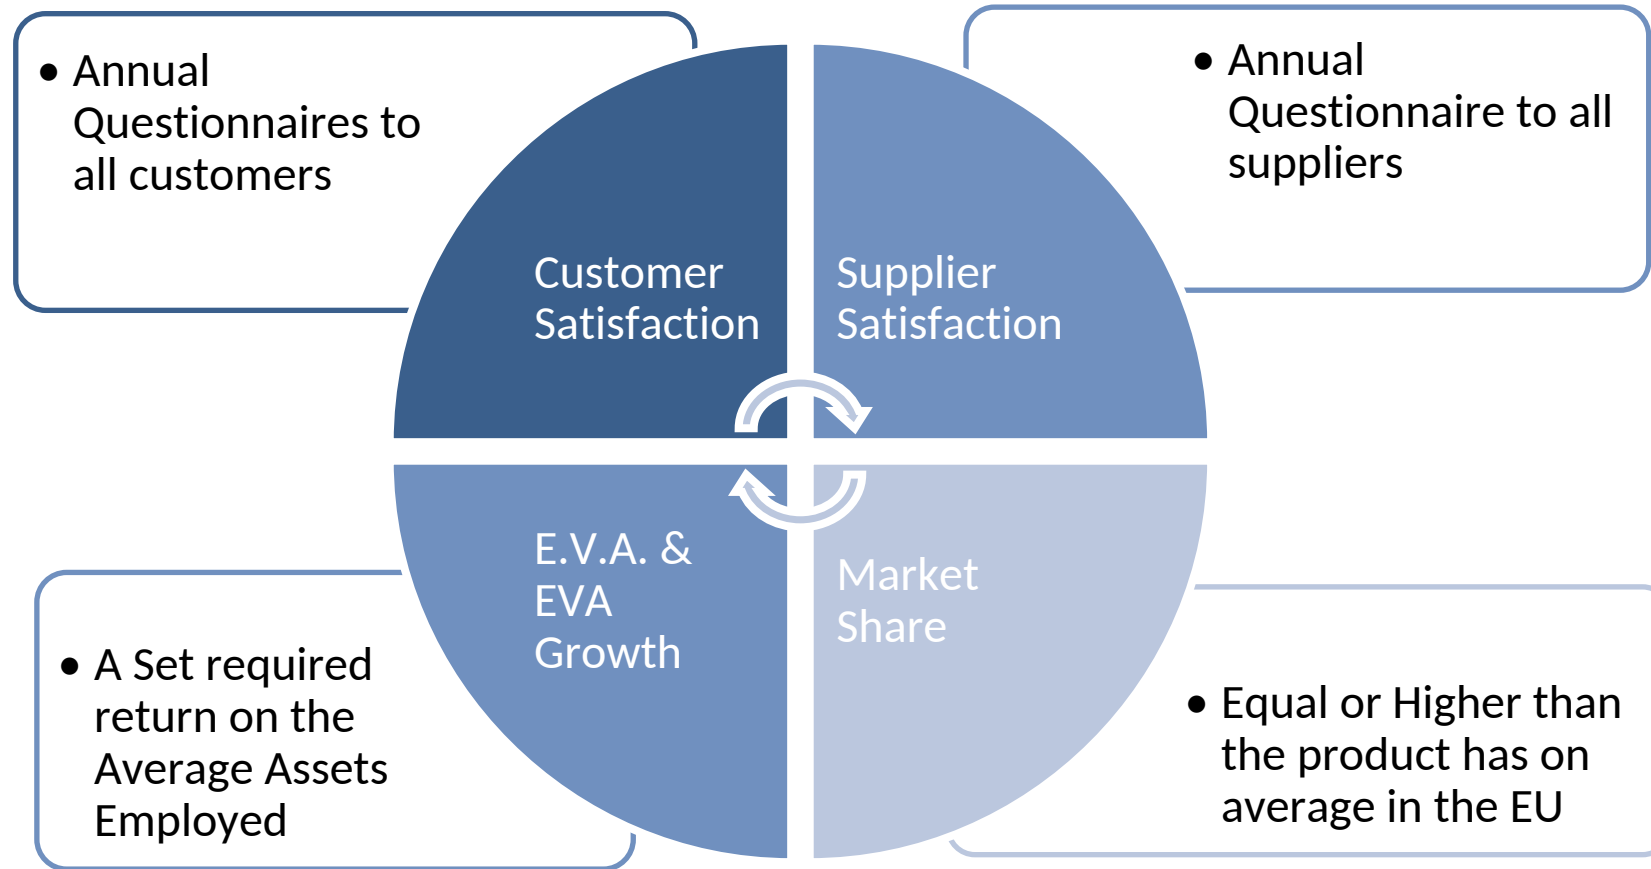 • Annual
Questionnaires to
all customers
• Annual
Questionnaire to all
suppliers
Customer
Satisfaction
Supplier
Satisfaction
E.V.A. &
EVA
Growth
Market
Share
• A Set required
return on the
Average Assets
Employed
• Equal or Higher than
the product has on
average in the EU